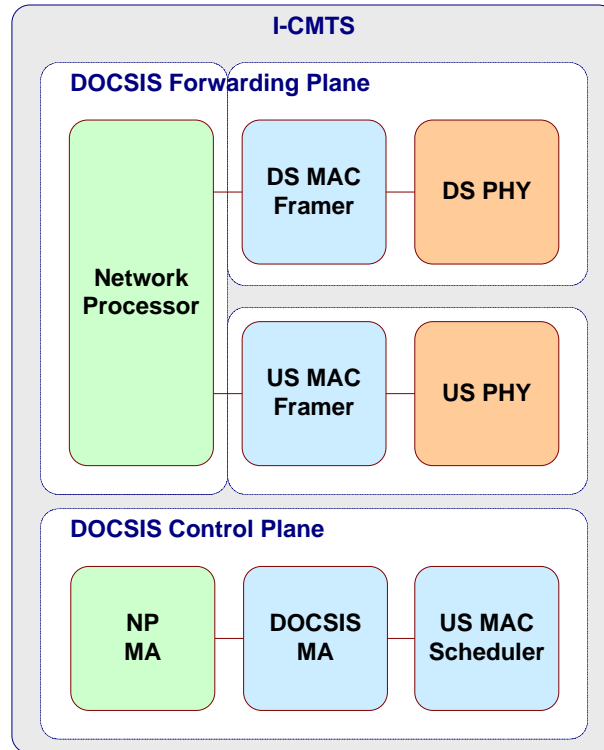 I-CMTS
DOCSIS Forwarding Plane
DS MAC
Framer
DS PHY
Network
Processor
US MAC
Framer
US PHY
DOCSIS Control Plane
NP
MA
DOCSIS
MA
US MAC
Scheduler